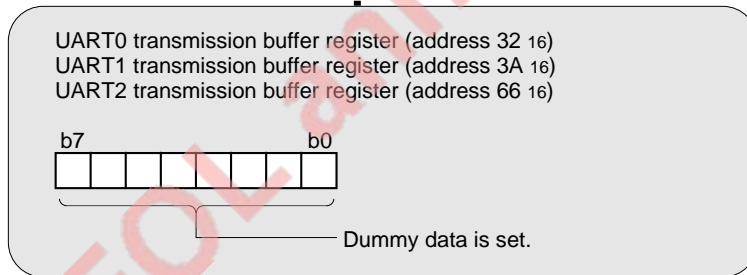 UART0 transmission buffer register (address 32 16)
UART1 transmission buffer register (address 3A 16)
UART2 transmission buffer register (address 66 16)
b7 b0
Dummy data is set.